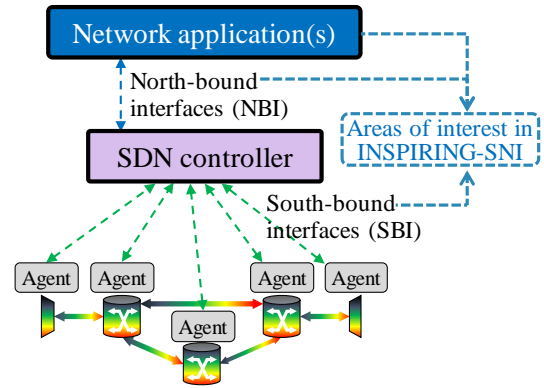 Network application(s)
North-bound
interfaces (NBI)
Areas of interest in
INSPIRING-SNI
SDN controller
South-bound
interfaces (SBI)
Agent
Agent
Agent
Agent
Agent